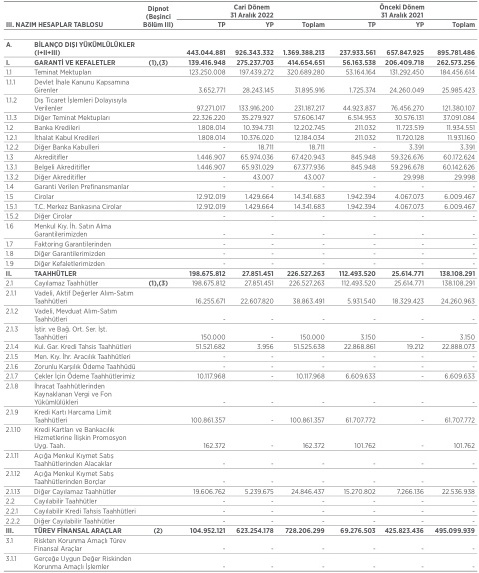 Dipnot Cari Dönem Önceki Dönem
(Beşinci 31 Aralık 2022 31 Aralık 2021
III. NAZIM HESAPLAR TABLOSU Bölüm III) TP YP Toplam TP YP Toplam
A. BİLANÇO DIŞI YÜKÜMLÜLÜKLER
(I+II+III) 443.044.881 926.343.332 1.369.388.213 237.933.561 657.847.925 895.781.486
I. GARANTİ VE KEFALETLER (1),(3) 139.416.948 275.237.703 414.654.651 56.163.538 206.409.718 262.573.256
1.1 Teminat Mektupları 123.250.008 197.439.272 320.689.280 53.164.164 131.292.450 184.456.614
1.1.1 Devlet İhale Kanunu Kapsamına
Girenler 3.652.771 28.243.145 31.895.916 1.725.374 24.260.049 25.985.423
1.1.2 Dış Ticaret İşlemleri Dolayısıyla
Verilenler 97.271.017 133.916.200 231.187.217 44.923.837 76.456.270 121.380.107
1.1.3 Diğer Teminat Mektupları 22.326.220 35.279.927 57.606.147 6.514.953 30.576.131 37.091.084
1.2 Banka Kredileri 1.808.014 10.394.731 12.202.745 211.032 11.723.519 11.934.551
1.2.1 İthalat Kabul Kredileri 1.808.014 10.376.020 12.184.034 211.032 11.720.128 11.931.160
1.2.2 Diğer Banka Kabulleri - 18.711 18.711 - 3.391 3.391
1.3 Akreditifler 1.446.907 65.974.036 67.420.943 845.948 59.326.676 60.172.624
1.3.1 Belgeli Akreditifler 1.446.907 65.931.029 67.377.936 845.948 59.296.678 60.142.626
1.3.2 Diğer Akreditifler - 43.007 43.007 - 29.998 29.998
1.4 Garanti Verilen Prefinansmanlar - - - - - -
1.5 Cirolar 12.912.019 1.429.664 14.341.683 1.942.394 4.067.073 6.009.467
1.5.1 T.C. Merkez Bankasına Cirolar 12.912.019 1.429.664 14.341.683 1.942.394 4.067.073 6.009.467
1.5.2 Diğer Cirolar - - - - - -
1.6 Menkul Kıy. İh. Satın Alma
Garantilerimizden - - - - - -
1.7 Faktoring Garantilerinden - - - - - -
1.8 Diğer Garantilerimizden - - - - - -
1.9 Diğer Kefaletlerimizden - - - - - -
II. TAAHHÜTLER 198.675.812 27.851.451 226.527.263 112.493.520 25.614.771 138.108.291
2.1 Cayılamaz Taahhütler (1),(3) 198.675.812 27.851.451 226.527.263 112.493.520 25.614.771 138.108.291
2.1.1 Vadeli, Aktif Değerler Alım-Satım
Taahhütleri 16.255.671 22.607.820 38.863.491 5.931.540 18.329.423 24.260.963
2.1.2 Vadeli, Mevduat Alım-Satım
Taahhütleri - - - - - -
2.1.3 İştir. ve Bağ. Ort. Ser. İşt.
Taahhütleri 150.000 - 150.000 3.150 - 3.150
2.1.4 Kul. Gar. Kredi Tahsis Taahhütleri 51.521.682 3.956 51.525.638 22.868.861 19.212 22.888.073
2.1.5 Men. Kıy. İhr. Aracılık Taahhütleri - - - - - -
2.1.6 Zorunlu Karşılık Ödeme Taahhüdü - - - - - -
2.1.7 Çekler İçin Ödeme Taahhütlerimiz 10.117.968 - 10.117.968 6.609.633 - 6.609.633
2.1.8 İhracat Taahhütlerinden
Kaynaklanan Vergi ve Fon
Yükümlülükleri - - - - - -
2.1.9 Kredi Kartı Harcama Limit
Taahhütleri 100.861.357 - 100.861.357 61.707.772 - 61.707.772
2.1.10 Kredi Kartları ve Bankacılık
Hizmetlerine İlişkin Promosyon
Uyg. Taah. 162.372 - 162.372 101.762 - 101.762
2.1.11 Açığa Menkul Kıymet Satış
Taahhütlerinden Alacaklar - - - - - -
2.1.12 Açığa Menkul Kıymet Satış
Taahhütlerinden Borçlar - - - - - -
2.1.13 Diğer Cayılamaz Taahhütler 19.606.762 5.239.675 24.846.437 15.270.802 7.266.136 22.536.938
2.2 Cayılabilir Taahhütler - - - - - -
2.2.1 Cayılabilir Kredi Tahsis Taahhütleri - - - - - -
2.2.2 Diğer Cayılabilir Taahhütler - - - - - -
III. TÜREV FİNANSAL ARAÇLAR (2) 104.952.121 623.254.178 728.206.299 69.276.503 425.823.436 495.099.939
3.1 Riskten Korunma Amaçlı Türev
Finansal Araçlar - - - - - -
3.1.1 Gerçeğe Uygun Değer Riskinden
Korunma Amaçlı İşlemler - - - - - -